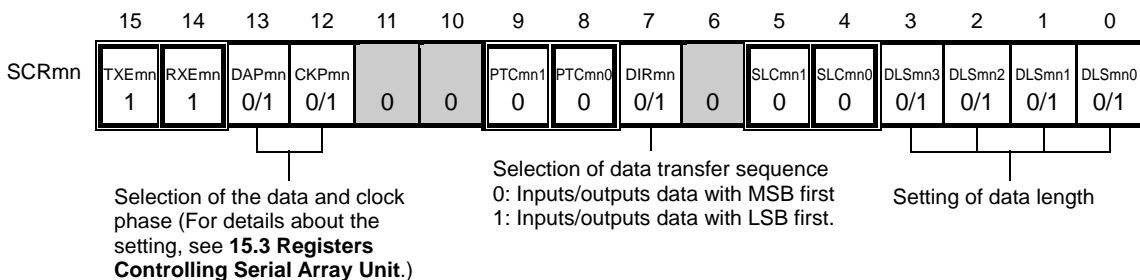 15 14 13 12 11 10 9 8 7 6 5 4 3 2 1 0
SCRmn TXEmn RXEmn DAPmn CKPmn PTCmn1 PTCmn0 DIRmn SLCmn1 SLCmn0 DLSmn3 DLSmn2 DLSmn1 DLSmn0
1 1 0/1 0/1 0 0 0 0 0/1 0 0 0 0/1 0/1 0/1 0/1
Selection of the data and clock
phase (For details about the
setting, see 15.3 Registers
Controlling Serial Array Unit.)
Selection of data transfer sequence
0: Inputs/outputs data with MSB first
1: Inputs/outputs data with LSB first.
Setting of data length